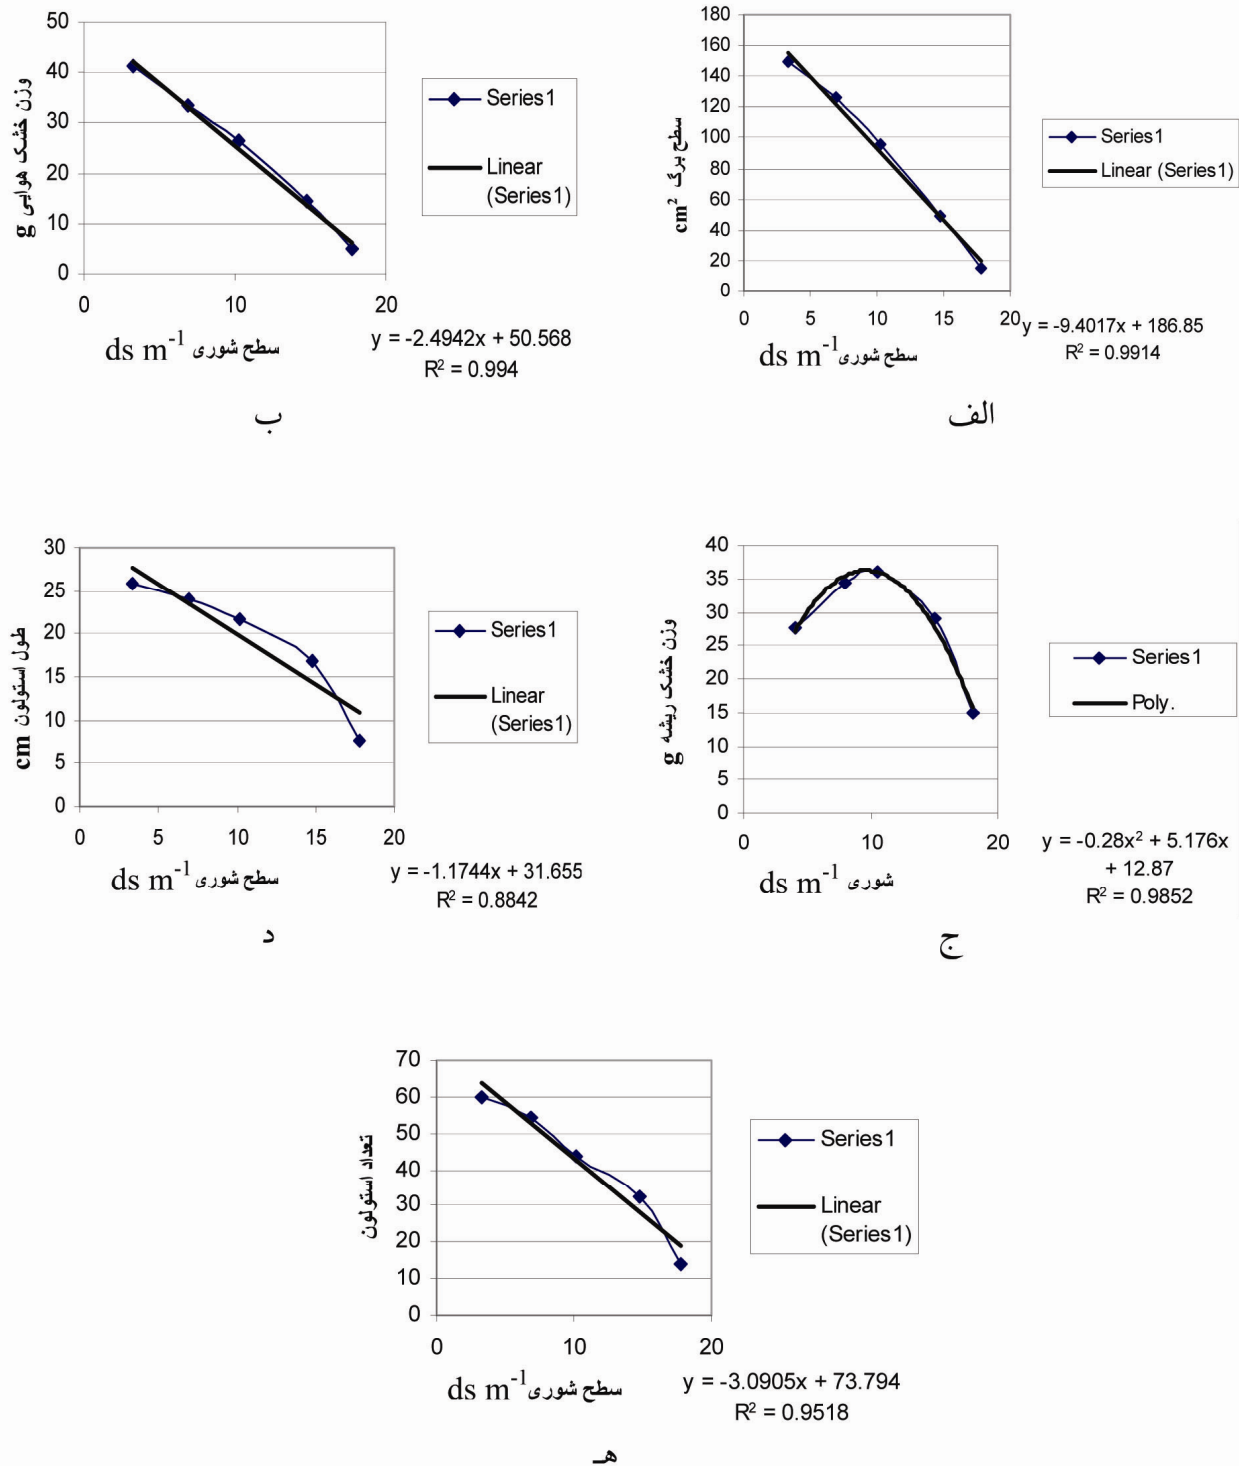 180
160
140
120
100
80
60
40
20
0
0 5 10 15 20
سطح برگ cm²
ds m⁻¹ سطح شوری
Series1
Linear (Series1)
y = -9.4017x + 186.85
R² = 0.9914
الف
50
40
30
20
10
0
0 10 20
وزن خشک هوایی g
ds m⁻¹ سطح شوری
Series1
Linear
(Series1)
y = -2.4942x + 50.568
R² = 0.994
ب
40
35
30
25
20
15
10
5
0
0 10 20
وزن خشک ریشه g
ds m⁻¹ شوری
Series1
Poly.
y = -0.28x² + 5.176x
+ 12.87
R² = 0.9852
ج
30
25
20
15
10
5
0
0 5 10 15 20
طول استولون cm
ds m⁻¹ سطح شوری
Series1
Linear
(Series1)
y = -1.1744x + 31.655
R² = 0.8842
د
70
60
50
40
30
20
10
0
0 10 20
تعداد استولون
ds m⁻¹ سطح شوری
Series1
Linear
(Series1)
y = -3.0905x + 73.794
R² = 0.9518
هـ